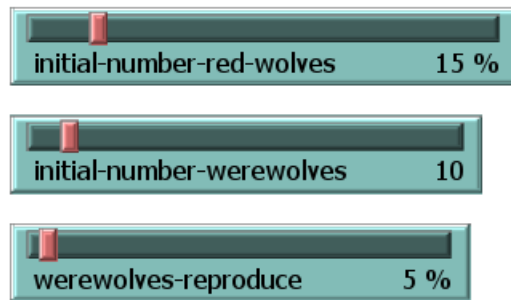 initial-number-red-wolves 15 %
initial-number-werewolves 10
werewolves-reproduce 5 %